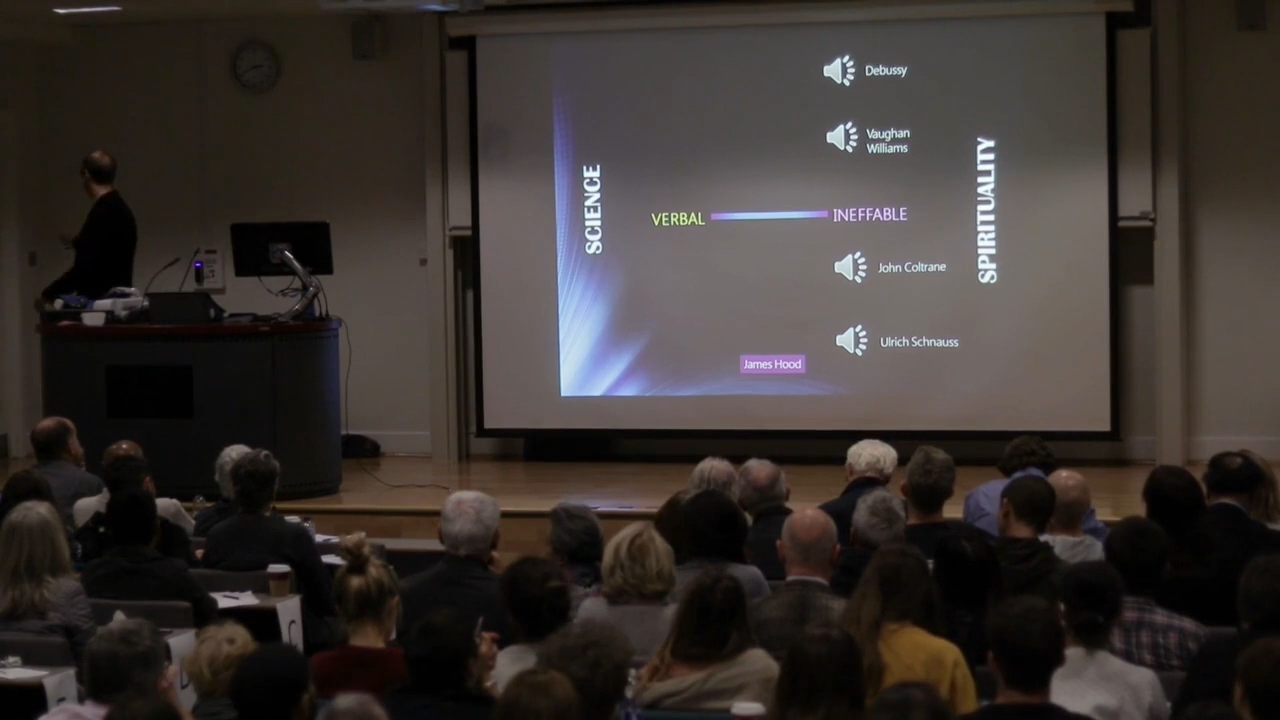 Debussy
Vaughan
Williams
SCIENCE
VERBAL
INEFFABLE
SPIRITUALITY
John Coltrane
Ulrich Schnauss
James Hood